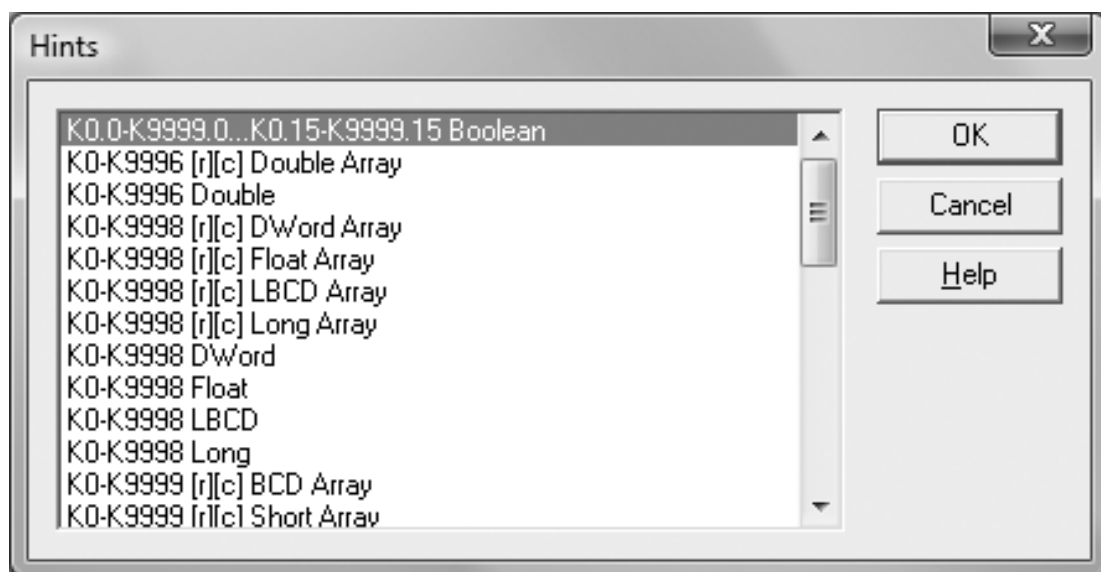 Hints
K0.0-K9999.0...K0.15-K9999.15 Boolean
K0-K9996 [r][c] Double Array
K0-K9996 Double
K0-K9998 [r][c] DWord Array
K0-K9998 [r][c] Float Array
K0-K9998 [r][c] LBCD Array
K0-K9998 [r][c] Long Array
K0-K9998 DWord
K0-K9998 Float
K0-K9998 LBCD
K0-K9998 Long
K0-K9999 [r][c] BCD Array
K0-K9999 [r][c] Short Array
OK
Cancel
Help